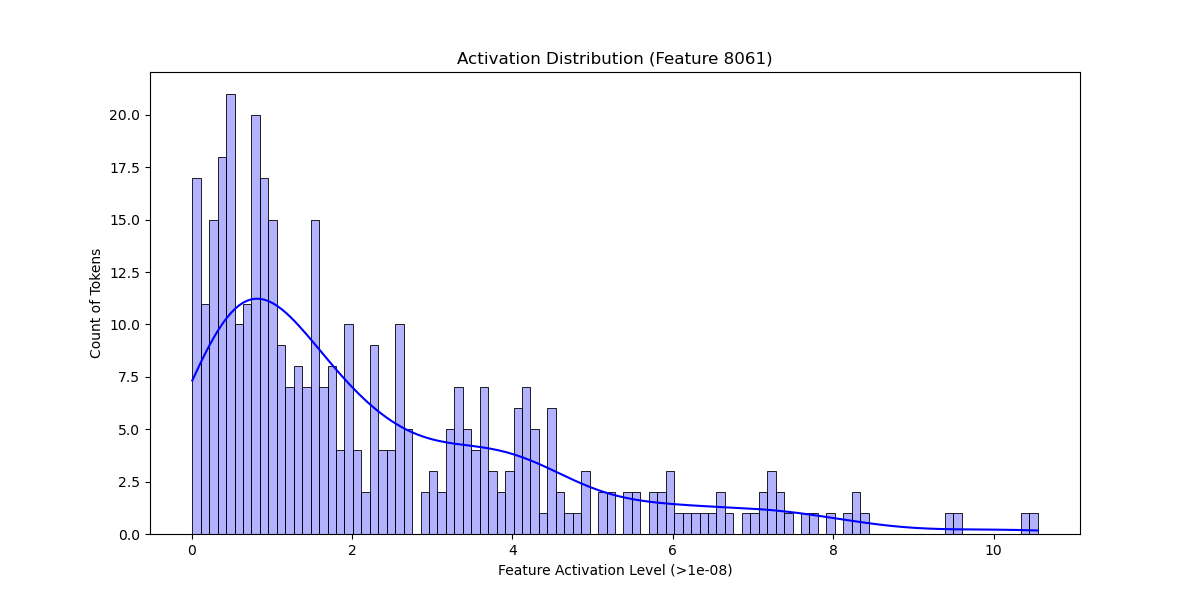 Activation Distribution (Feature 8061)
Count of Tokens
20.0
17.5
15.0
12.5
10.0
7.5
5.0
2.5
0.0
0 2 4 6 8 10
Feature Activation Level (>1e-08)